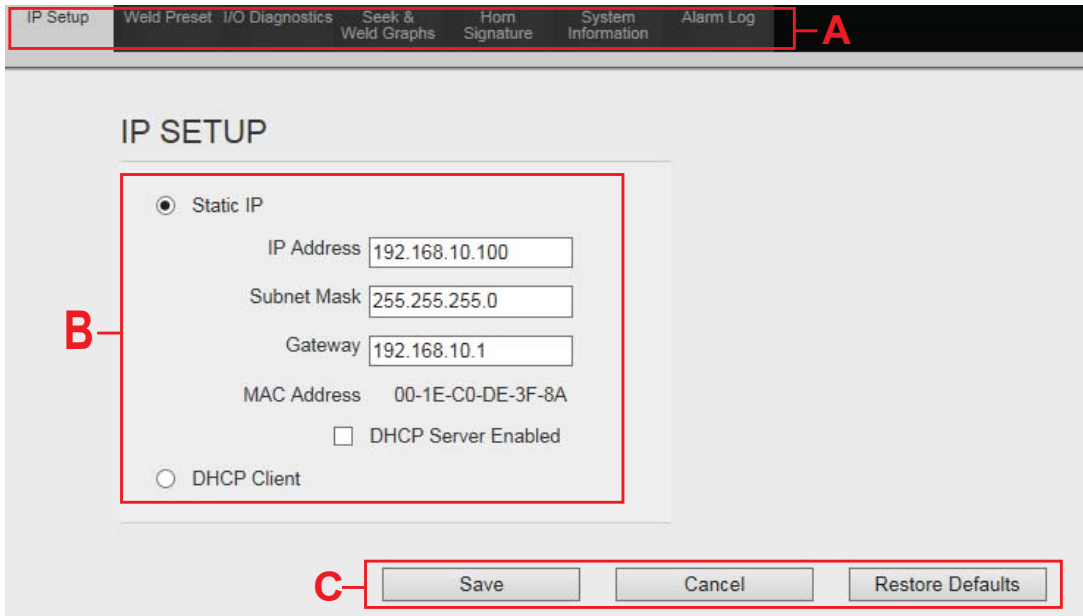 IP Setup Weld Preset I/O Diagnostics Seek & Horn System Alarm Log
Weld Graphs Signature Information
A
IP SETUP
B
Static IP
IP Address 192.168.10.100
Subnet Mask 255.255.255.0
Gateway 192.168.10.1
MAC Address 00-1E-C0-DE-3F-8A
DHCP Server Enabled
DHCP Client
C
Save Cancel Restore Defaults